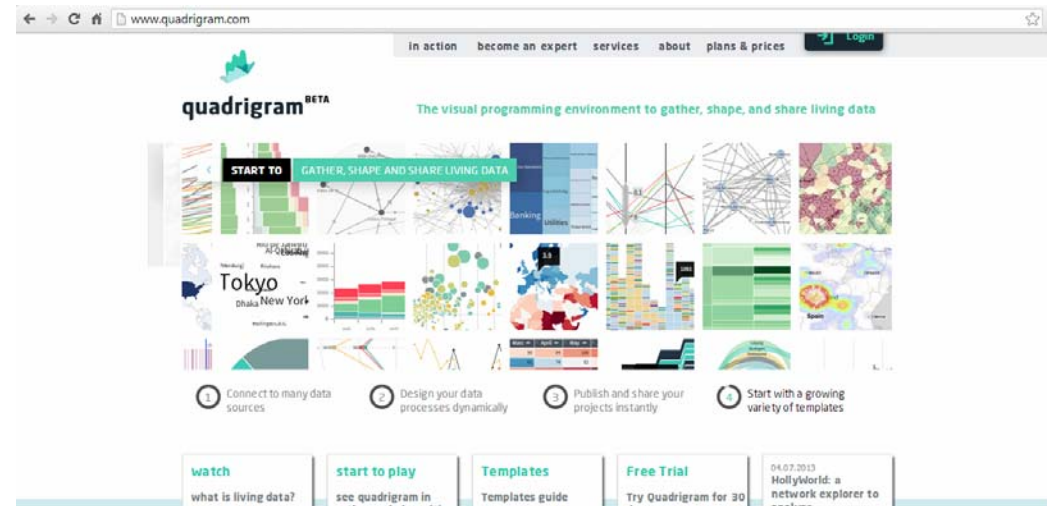 www.quadrigram.com
in action become an expert services about plans & prices Login
quadrigram BETA
The visual programming environment to gather, shape, and share living data
START TO GATHER, SHAPE AND SHARE LIVING DATA
Banking
Utilities
Tokyo
Dhaka New York
3.9
Spain
1 Connect to many data
sources
2 Design your data
processes dynamically
3 Publish and share your
projects instantly
4 Start with a growing
variety of templates
watch
what is living data?
start to play
see quadrigram in
Templates
Templates guide
Free Trial
Try Quadrigram for 30
04.07.2013
HollyWorld: a
network explorer to